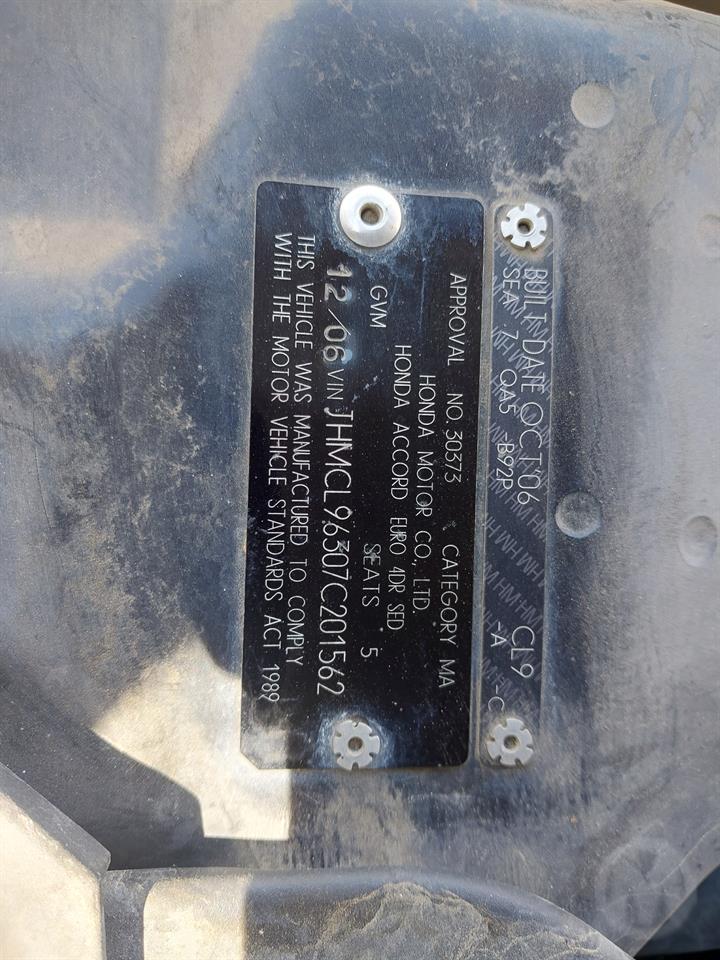 BUILT DATE OCT'06 CL9
SEA 7 QA5 -B92P -A -C
APPROVAL NO. 30373 CATEGORY MA
HONDA MOTOR CO., LTD.
HONDA ACCORD EURO 4DR SED
GVM SEATS 5
12/06 VIN JHMCL96307C201562
THIS VEHICLE WAS MANUFACTURED TO COMPLY
WITH THE MOTOR VEHICLE STANDARDS ACT 1989